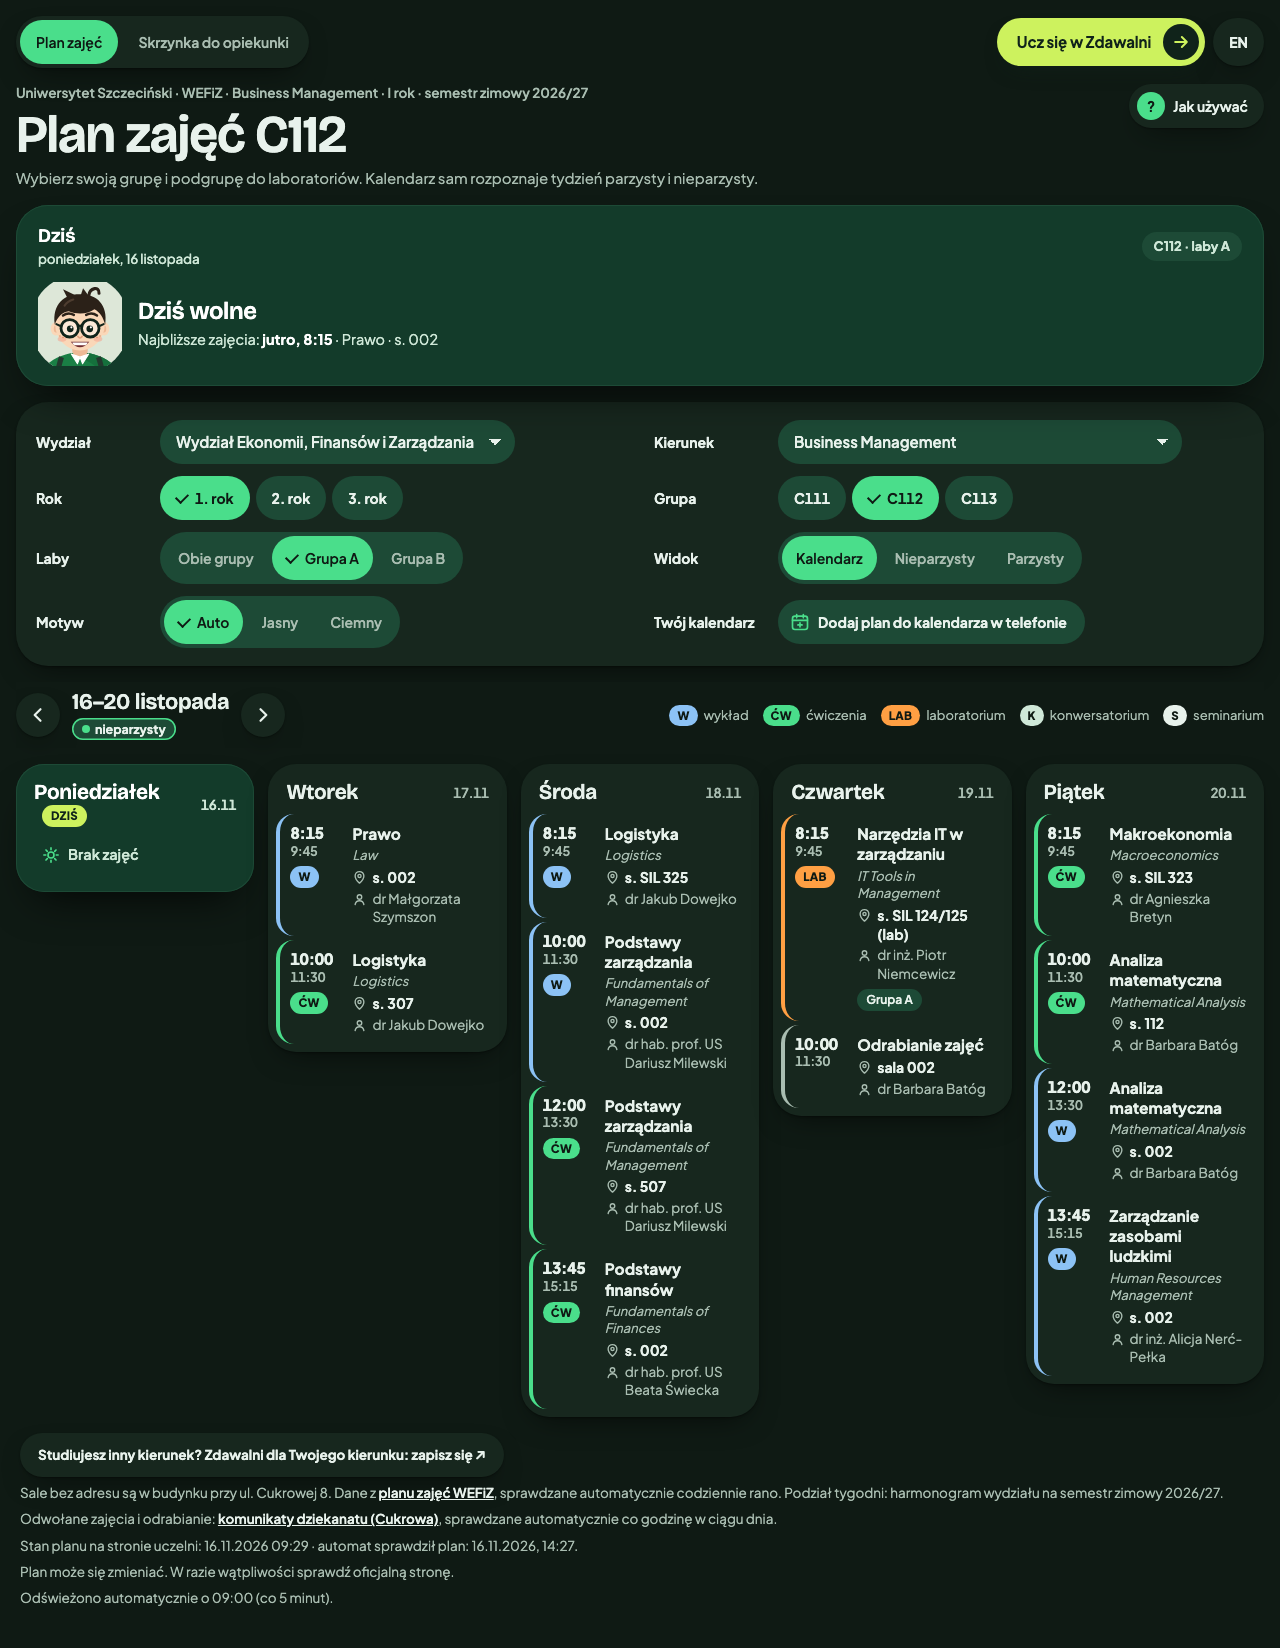 Plan zajęć
Skrzynka do opiekunki
Ucz się w Zdawalni
EN
Uniwersytet Szczeciński · WEFiZ · Business Management · I rok · semestr zimowy 2026/27
Plan zajęć C112
? Jak używać
Wybierz swoją grupę i podgrupę do laboratoriów. Kalendarz sam rozpoznaje tydzień parzysty i nieparzysty.
Dziś
poniedziałek, 16 listopada
C112 · laby A
Dziś wolne
Najbliższe zajęcia: jutro, 8:15 · Prawo · s. 002
Wydział
Wydział Ekonomii, Finansów i Zarządzania
Kierunek
Business Management
Rok
1. rok
2. rok
3. rok
Grupa
C111
C112
C113
Laby
Obie grupy
Grupa A
Grupa B
Widok
Kalendarz
Nieparzysty
Parzysty
Motyw
Auto
Jasny
Ciemny
Twój kalendarz
Dodaj plan do kalendarza w telefonie
16–20 listopada
nieparzysty
W wykład
ĆW ćwiczenia
LAB laboratorium
K konwersatorium
S seminarium
Poniedziałek
DZIŚ
16.11
Brak zajęć
Wtorek
17.11
8:15
9:45
W
Prawo
Law
s. 002
dr Małgorzata
Szymszon
10:00
11:30
ĆW
Logistyka
Logistics
s. 307
dr Jakub Dowejko
Środa
18.11
8:15
9:45
W
Logistyka
Logistics
s. SIL 325
dr Jakub Dowejko
10:00
11:30
W
Podstawy
zarządzania
Fundamentals of
Management
s. 002
dr hab. prof. US
Dariusz Milewski
12:00
13:30
ĆW
Podstawy
zarządzania
Fundamentals of
Management
s. 507
dr hab. prof. US
Dariusz Milewski
13:45
15:15
ĆW
Podstawy
finansów
Fundamentals of
Finances
s. 002
dr hab. prof. US
Beata Świecka
Czwartek
19.11
8:15
9:45
LAB
Narzędzia IT w
zarządzaniu
IT Tools in
Management
s. SIL 124/125
(lab)
dr inż. Piotr
Niemcewicz
Grupa A
10:00
11:30
Odrabianie zajęć
sala 002
dr Barbara Batóg
Piątek
20.11
8:15
9:45
ĆW
Makroekonomia
Macroeconomics
s. SIL 323
dr Agnieszka
Bretyn
10:00
11:30
ĆW
Analiza
matematyczna
Mathematical Analysis
s. 112
dr Barbara Batóg
12:00
13:30
W
Analiza
matematyczna
Mathematical Analysis
s. 002
dr Barbara Batóg
13:45
15:15
W
Zarządzanie
zasobami
ludzkimi
Human Resources
Management
s. 002
dr inż. Alicja Nerć-
Pełka
Studiujesz inny kierunek? Zdawalni dla Twojego kierunku: zapisz się ↗
Sale bez adresu są w budynku przy ul. Cukrowej 8. Dane z planu zajęć WEFiZ, sprawdzane automatycznie codziennie rano. Podział tygodni: harmonogram wydziału na semestr zimowy 2026/27.
Odwołane zajęcia i odrabianie: komunikaty dziekanatu (Cukrowa), sprawdzane automatycznie co godzinę w ciągu dnia.
Stan planu na stronie uczelni: 16.11.2026 09:29 · automat sprawdził plan: 16.11.2026, 14:27.
Plan może się zmieniać. W razie wątpliwości sprawdź oficjalną stronę.
Odświeżono automatycznie o 09:00 (co 5 minut).